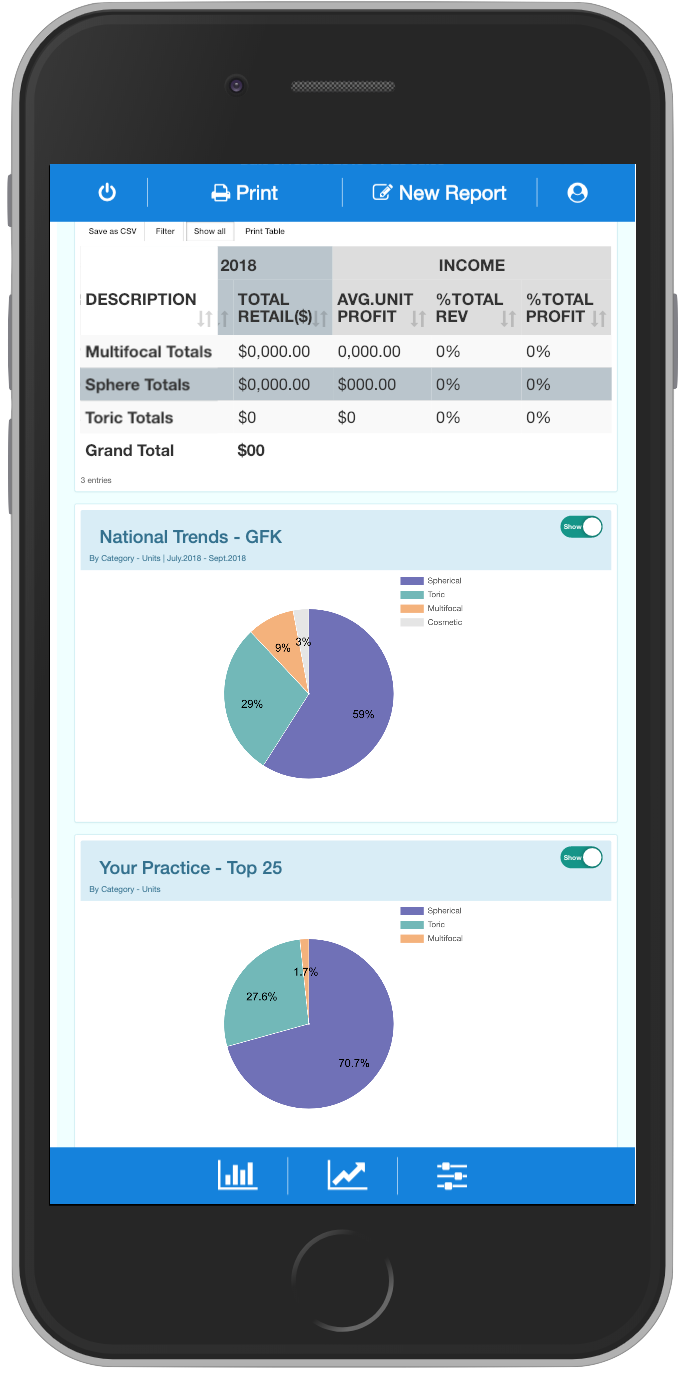 Print
New Report
Save as CSV Filter Show all Print Table
2018 INCOME
DESCRIPTION TOTAL RETAIL($) AVG.UNIT PROFIT %TOTAL REV %TOTAL PROFIT
Multifocal Totals $0,000.00 0,000.00 0% 0%
Sphere Totals $0,000.00 $000.00 0% 0%
Toric Totals $0 $0 0% 0%
Grand Total $00
3 entries
National Trends - GFK
Show
By Category - Units | July,2018 - Sept.2018
Spherical
Toric
Multifocal
Cosmetic
3%
9%
29%
59%
Your Practice - Top 25
Show
By Category - Units
Spherical
Toric
Multifocal
1.7%
27.6%
70.7%